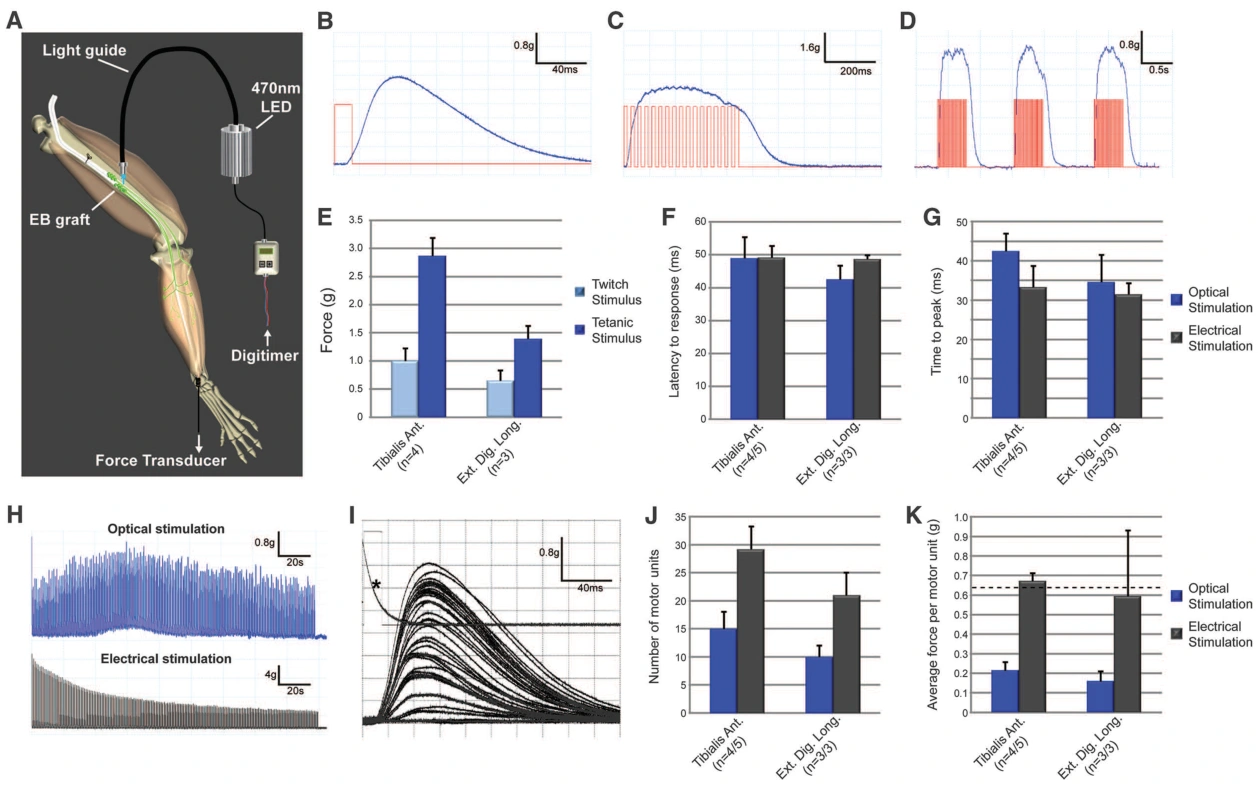 A
Light guide
470nm
LED
EB graft
Digitimer
Force Transducer
B
0.8g
40ms
C
1.6g
200ms
D
0.8g
0.5s
E
Force (g)
3.5
3.0
2.5
2.0
1.5
1.0
0.5
0
Tibialis Ant.
(n=4)
Ext. Dig. Long.
(n=3)
Twitch
Stimulus
Tetanic
Stimulus
F
Latency to response (ms)
60
50
40
30
20
10
0
Tibialis Ant.
(n=4/5)
Ext. Dig. Long.
(n=3/3)
G
Time to peak (ms)
50
40
30
20
10
0
Tibialis Ant.
(n=4/5)
Ext. Dig. Long.
(n=3/3)
Optical
Stimulation
Electrical
Stimulation
H
Optical stimulation
0.8g
20s
Electrical stimulation
4g
20s
I
*
0.8g
40ms
J
Number of motor units
35
30
25
20
15
10
5
0
Tibialis Ant.
(n=4/5)
Ext. Dig. Long.
(n=3/3)
K
Average force per motor unit (g)
1.0
0.9
0.8
0.7
0.6
0.5
0.4
0.3
0.2
0.1
0
Tibialis Ant.
(n=4/5)
Ext. Dig. Long.
(n=3/3)
Optical
Stimulation
Electrical
Stimulation